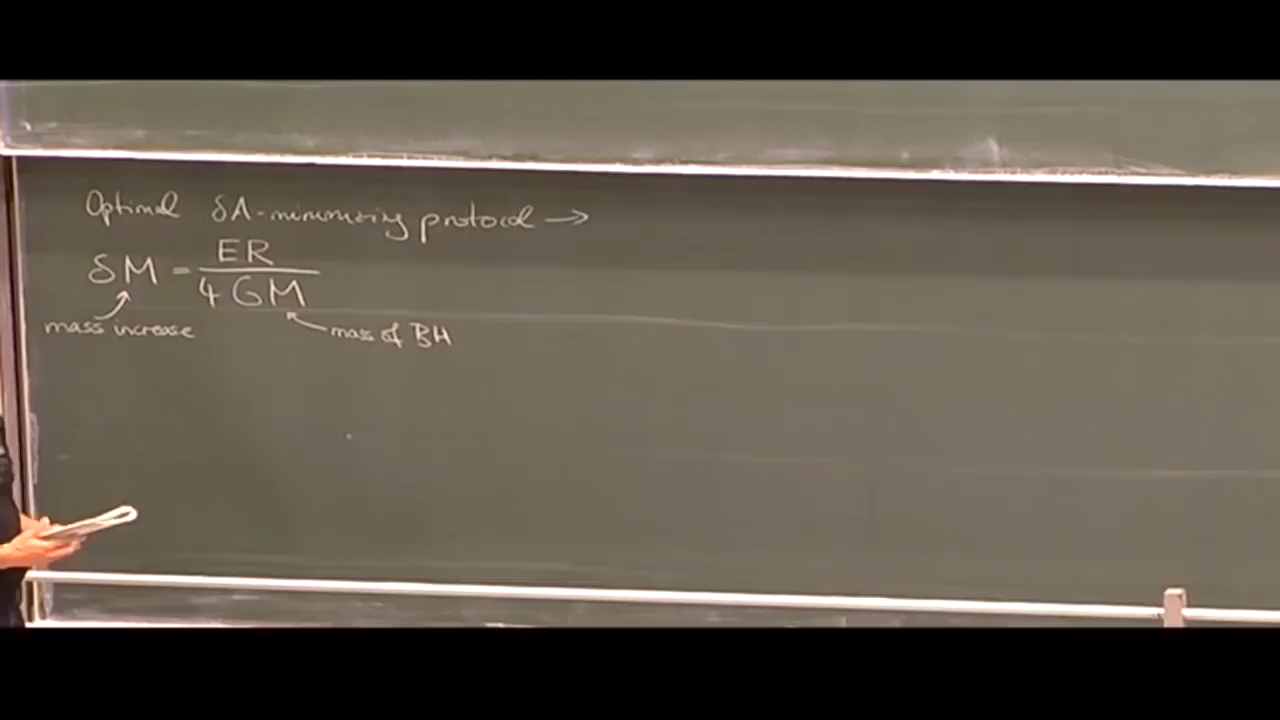 Optimal δA-minimizing protocol →
δM = ER / 4GM
mass increase
mass of BH